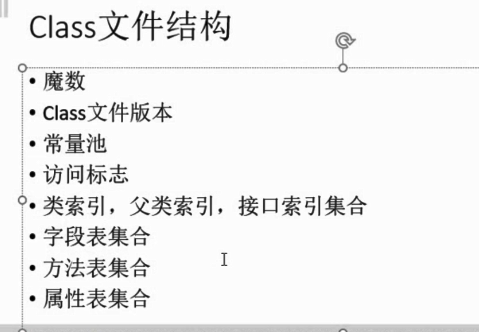 Class文件结构
• 魔数
• Class文件版本
• 常量池
• 访问标志
• 类索引，父类索引，接口索引集合
• 字段表集合
• 方法表集合
• 属性表集合